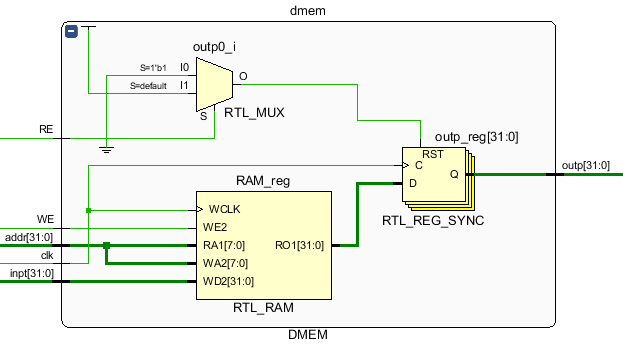 dmem
outp0_i
S=1'b1 I0
S=default I1
O
S
RTL_MUX
RE
outp_reg[31:0]
RST
C
D
Q
outp[31:0]
RTL_REG_SYNC
RAM_reg
WCLK
WE
WE2
addr[31:0]
RA1[7:0]
RO1[31:0]
clk
WA2[7:0]
inpt[31:0]
WD2[31:0]
RTL_RAM
DMEM